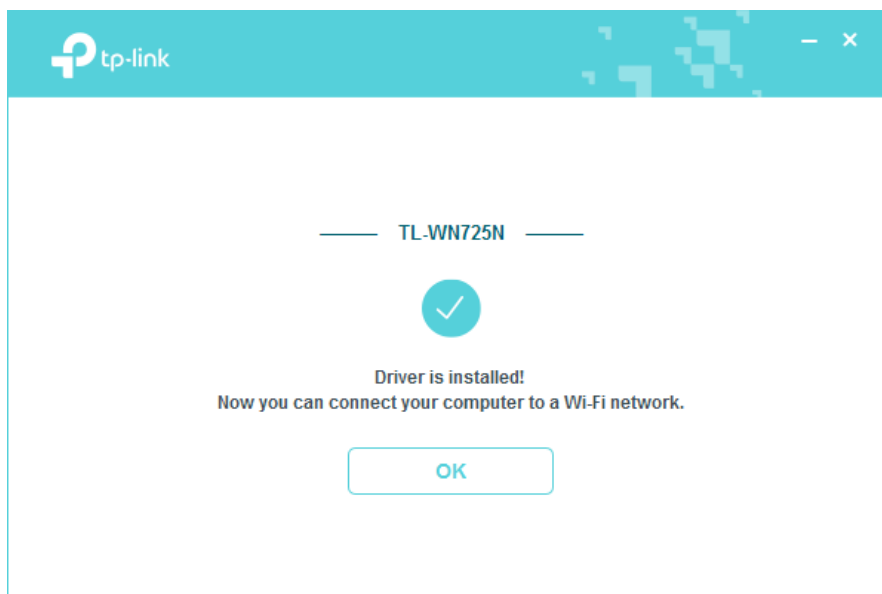 tp-link
TL-WN725N
Driver is installed!
Now you can connect your computer to a Wi-Fi network.
OK